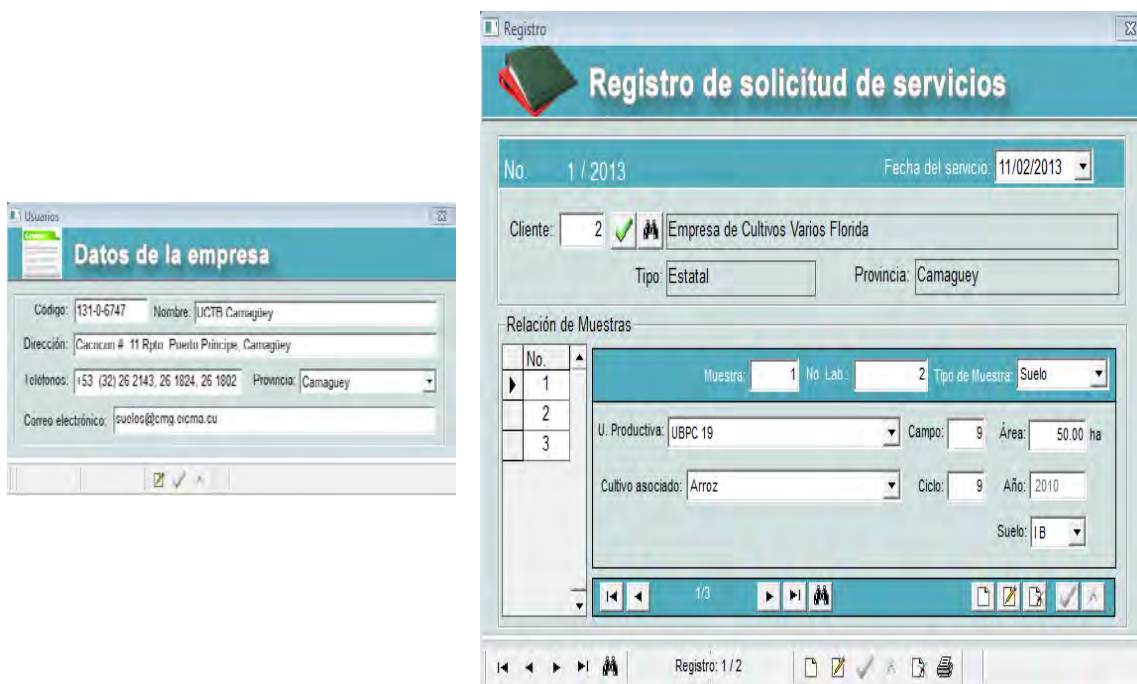 Usuarios
Datos de la empresa
Código: 131-0-6747 Nombre: UCTB Camagüey
Dirección: # 11 Rpto Puerto Principe, Camagüey
Teléfonos: +53 (32) 26 2143, 26 1824, 26 1802 Provincia: Camaguey
Correo electrónico: suelos@cmg.eicma.cu
Registro
Registro de solicitud de servicios
No. 1 / 2013 Fecha del servicio: 11/02/2013
Cliente: 2 Empresa de Cultivos Varios Florida
Tipo: Estatal Provincia: Camaguey
Relación de Muestras
No.
1
2
3
Muestra: 1 No. Lab.: 2 Tipo de Muestra: Suelo
U. Productiva: UBPC 19 Campo: 9 Área: 50.00 ha
Cultivo asociado: Arroz Ciclo: 9 Año: 2010
Suelo: I B
1/3
Registro: 1 / 2